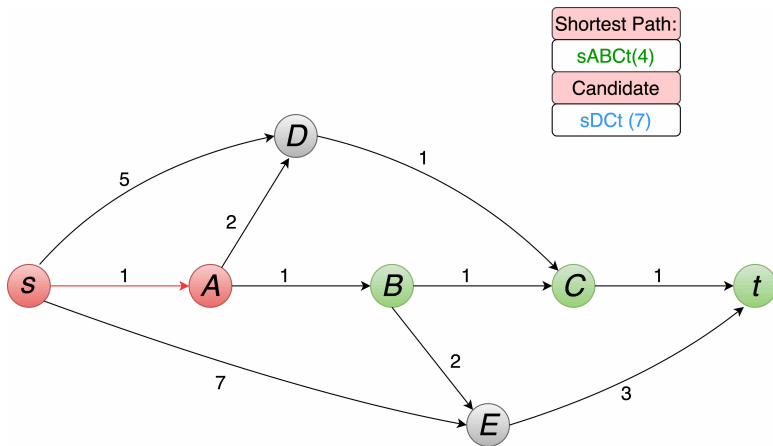 Shortest Path:
sABCt(4)
Candidate
sDCt (7)
D
5
1
2
s
1
A
1
B
1
C
1
t
2
7
3
E